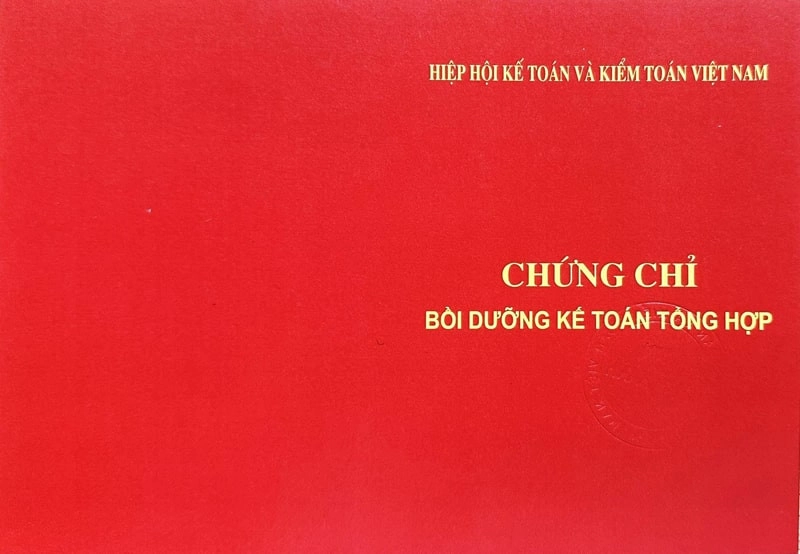 HIỆP HỘI KẾ TOÁN VÀ KIỂM TOÁN VIỆT NAM
CHỨNG CHỈ
BỒI DƯỠNG KẾ TOÁN TỔNG HỢP